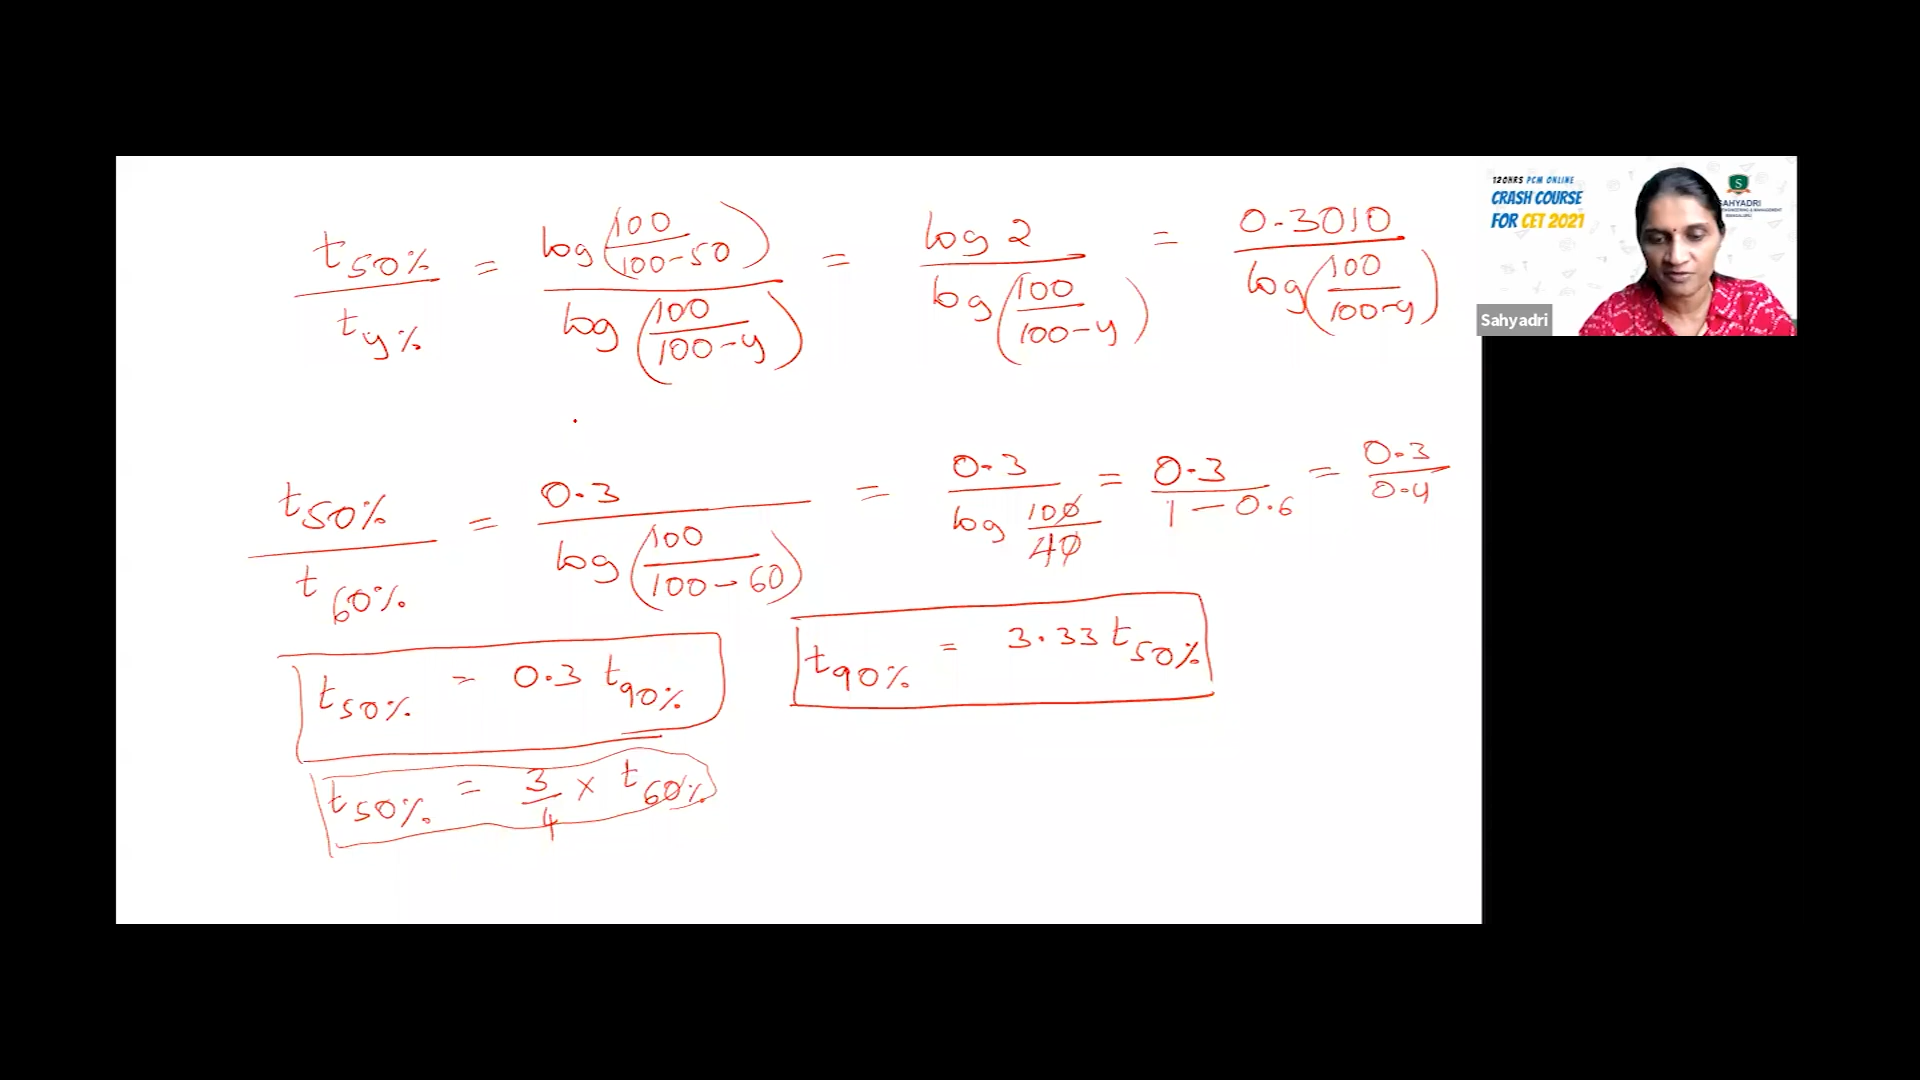 120HRS PCM ONLINE
CRASH COURSE
FOR CET 2021
S
SAHYADRI
MANGALURU
Sahyadri
t50% / ty% = log(100/100-50) / log(100/100-y) = log 2 / log(100/100-y) = 0.3010 / log(100/100-y)
t50% / t60% = 0.3 / log(100/100-60) = 0.3 / log 100/40 = 0.3 / 1-0.6 = 0.3 / 0.4
t50% = 0.3 t90%
t90% = 3.33 t50%
t50% = 3/4 × t60%